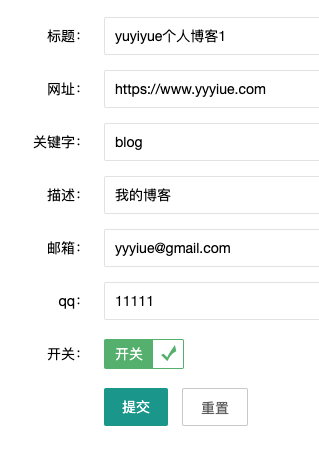 标题： yuyiyue个人博客1
网址： https://www.yyyiue.com
关键字： blog
描述： 我的博客
邮箱： yyyiue@gmail.com
qq： 11111
开关： 开关
提交 重置